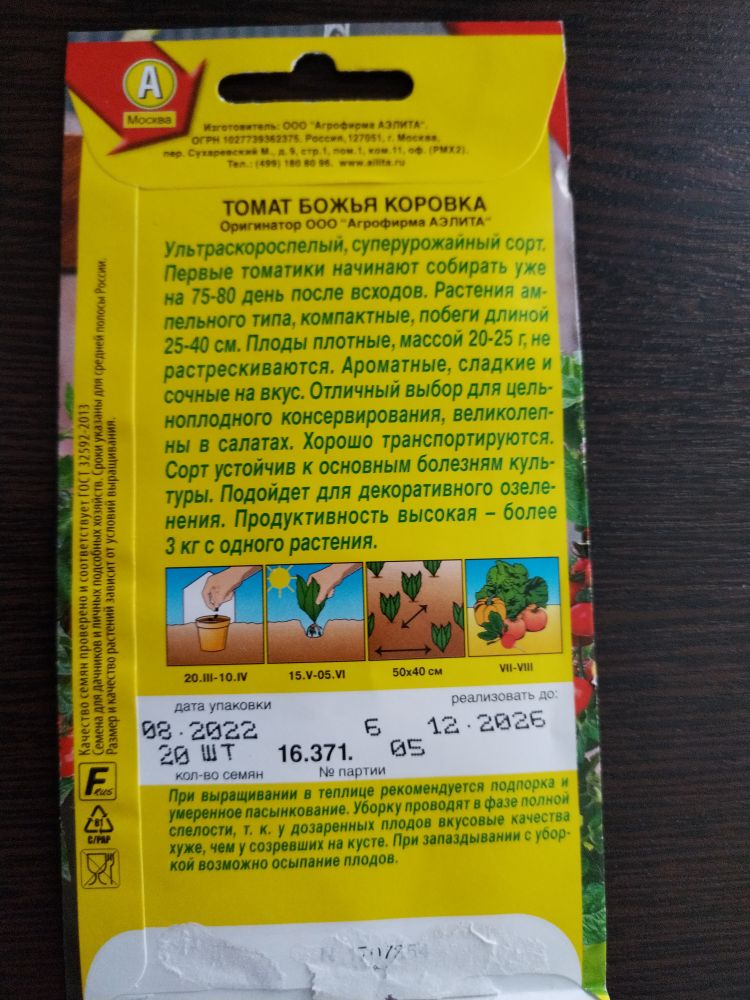 А
Москва
Изготовитель: ООО "Агрофирма АЭЛИТА".
ОГРН 1027739362375. Россия,127051, г. Москва,
пер. Сухаревский М., д.9, стр.1, пом.1, ком.11, оф. (РМХ2).
Тел.: (499) 180 80 96. www.ailita.ru
ТОМАТ БОЖЬЯ КОРОВКА
Оригинатор ООО "Агрофирма АЭЛИТА"
Ультраскороспелый, суперурожайный сорт.
Первые томатики начинают собирать уже
на 75-80 день после всходов. Растения ам-
пельного типа, компактные, побеги длиной
25-40 см. Плоды плотные, массой 20-25 г, не
растрескиваются. Ароматные, сладкие и
сочные на вкус. Отличный выбор для цель-
ноплодного консервирования, великолеп-
ны в салатах. Хорошо транспортируются.
Сорт устойчив к основным болезням куль-
туры. Подойдет для декоративного озеле-
нения. Продуктивность высокая – более
3 кг с одного растения.
20.III-10.IV
15.V-05.VI
50х40 см
VII-VIII
дата упаковки
реализовать до:
08.2022
6
12.2026
20 ШТ
16.371.
05
кол-во семян
№ партии
При выращивании в теплице рекомендуется подпорка и
умеренное пасынкование. Уборку проводят в фазе полной
спелости, т. к. у дозаренных плодов вкусовые качества
хуже, чем у созревших на кусте. При запаздывании с убор-
кой возможно осыпание плодов.
Качество семян проверено и соответствует ГОСТ 32592-2013
Семена для дачников и личных подсобных хозяйств. Сроки указаны для средней полосы России.
Размер и качество растений зависит от условий выращивания.
F rus
81
C/PAP